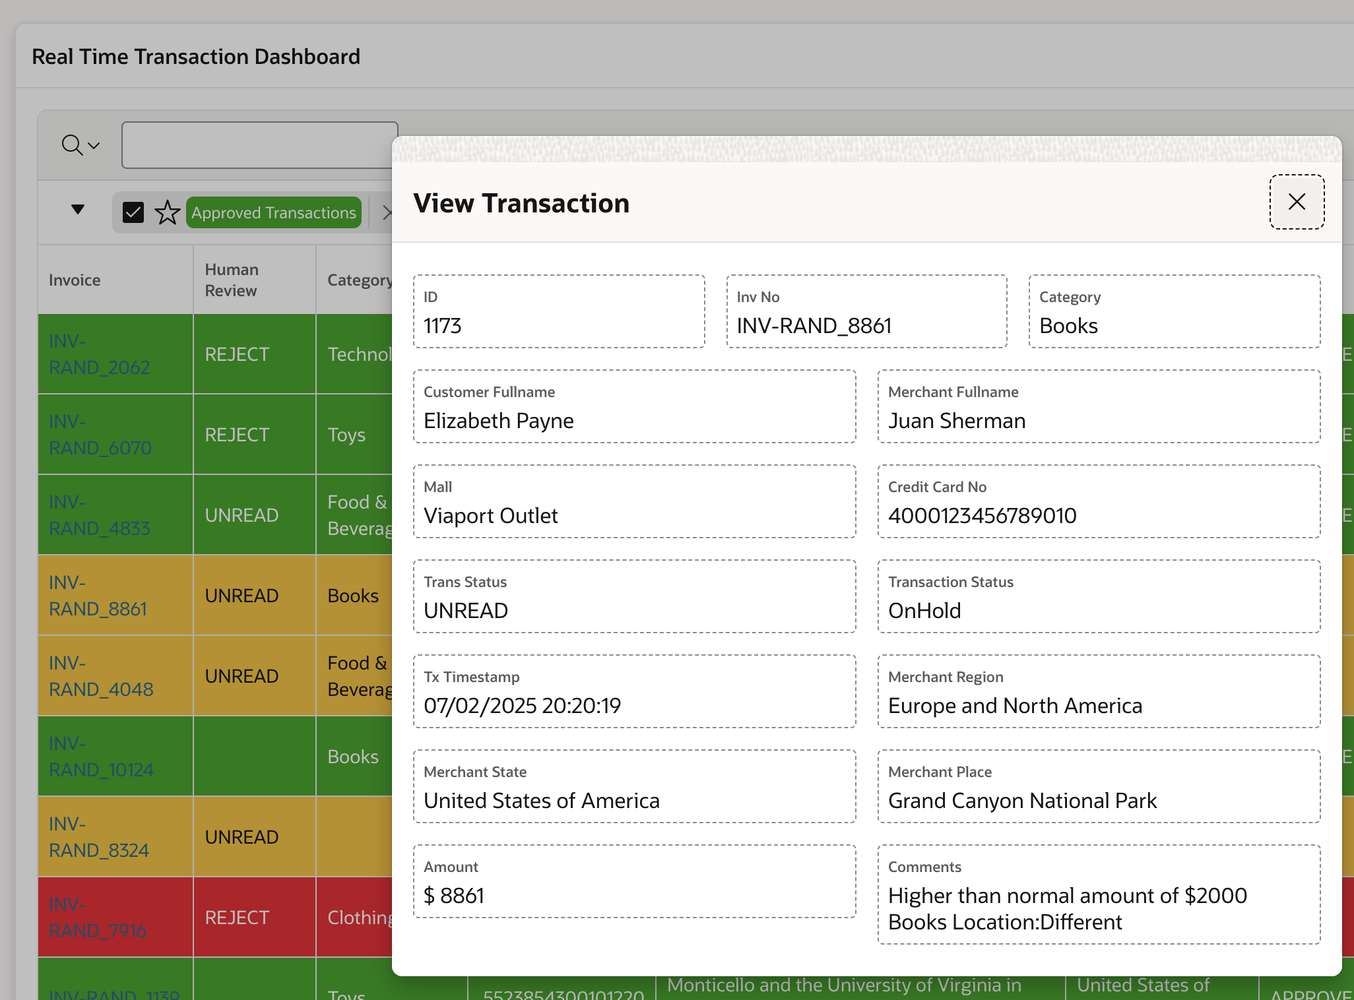 Real Time Transaction Dashboard
Approved Transactions
Invoice
Human
Review
Category
INV-
RAND_2062
REJECT
Technol
INV-
RAND_6070
REJECT
Toys
INV-
RAND_4833
UNREAD
Food &
Beverag
INV-
RAND_8861
UNREAD
Books
INV-
RAND_4048
UNREAD
Food &
Beverag
INV-
RAND_10124
Books
INV-
RAND_8324
UNREAD
INV-
RAND_7916
REJECT
Clothing
INV-RAND_1139
Toys
5523854300101220
Monticello and the University of Virginia in
United States of
APPROVE
View Transaction
ID
1173
Inv No
INV-RAND_8861
Category
Books
Customer Fullname
Elizabeth Payne
Merchant Fullname
Juan Sherman
Mall
Viaport Outlet
Credit Card No
4000123456789010
Trans Status
UNREAD
Transaction Status
OnHold
Tx Timestamp
07/02/2025 20:20:19
Merchant Region
Europe and North America
Merchant State
United States of America
Merchant Place
Grand Canyon National Park
Amount
$ 8861
Comments
Higher than normal amount of $2000
Books Location:Different